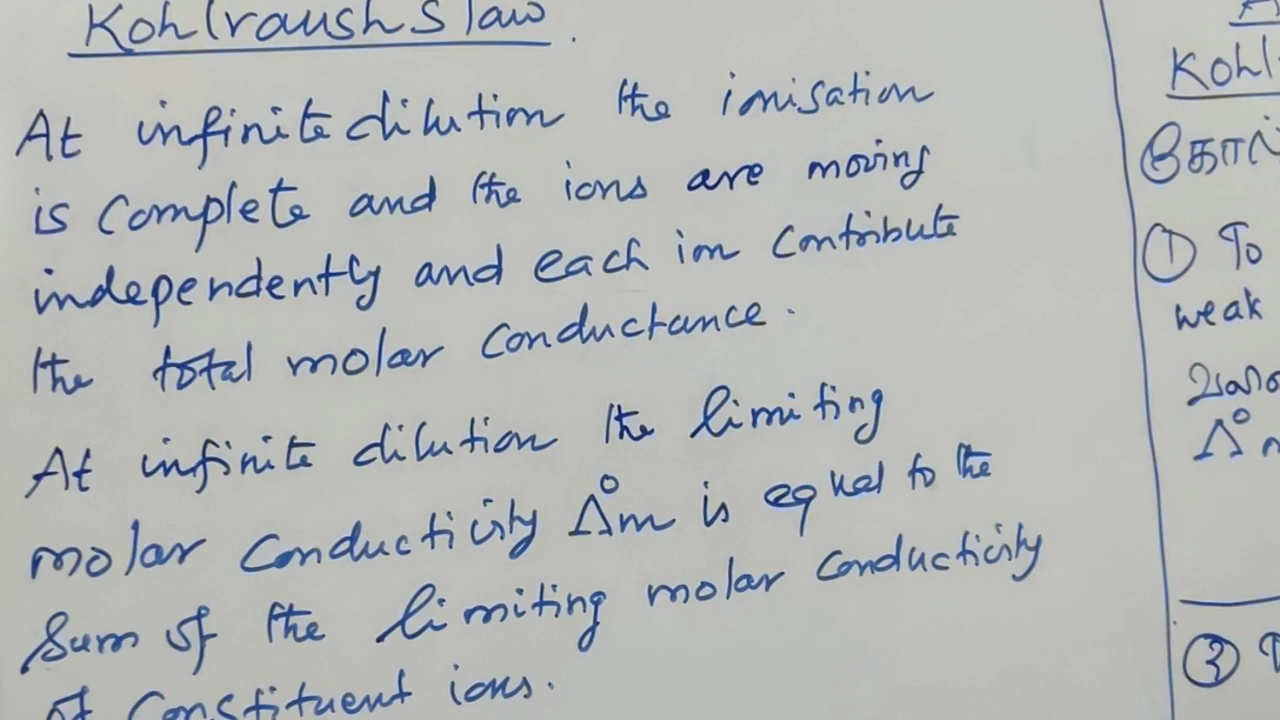 Kohlraush S law.
At infinite dilution the ionisation
is complete and the ions are moving
independently and each ion contribute
the total molar conductance.
At infinite dilution the limiting
molar conductivity Λ°m is equal to the
sum of the limiting molar conducticity
of constituent ions.
Kohl
① To
weak
Λ°
③